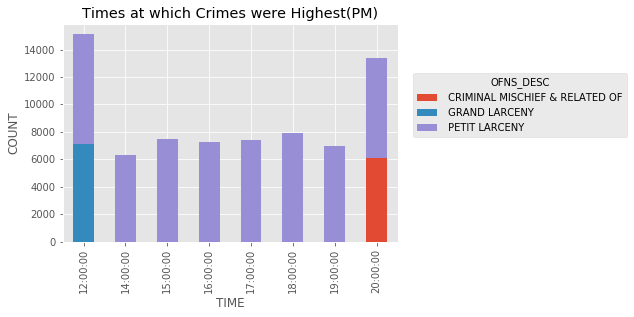 Times at which Crimes were Highest(PM)
COUNT
14000
12000
10000
8000
6000
4000
2000
0
12:00:00
14:00:00
15:00:00
16:00:00
17:00:00
18:00:00
19:00:00
20:00:00
TIME
OFNS_DESC
CRIMINAL MISCHIEF & RELATED OF
GRAND LARCENY
PETIT LARCENY